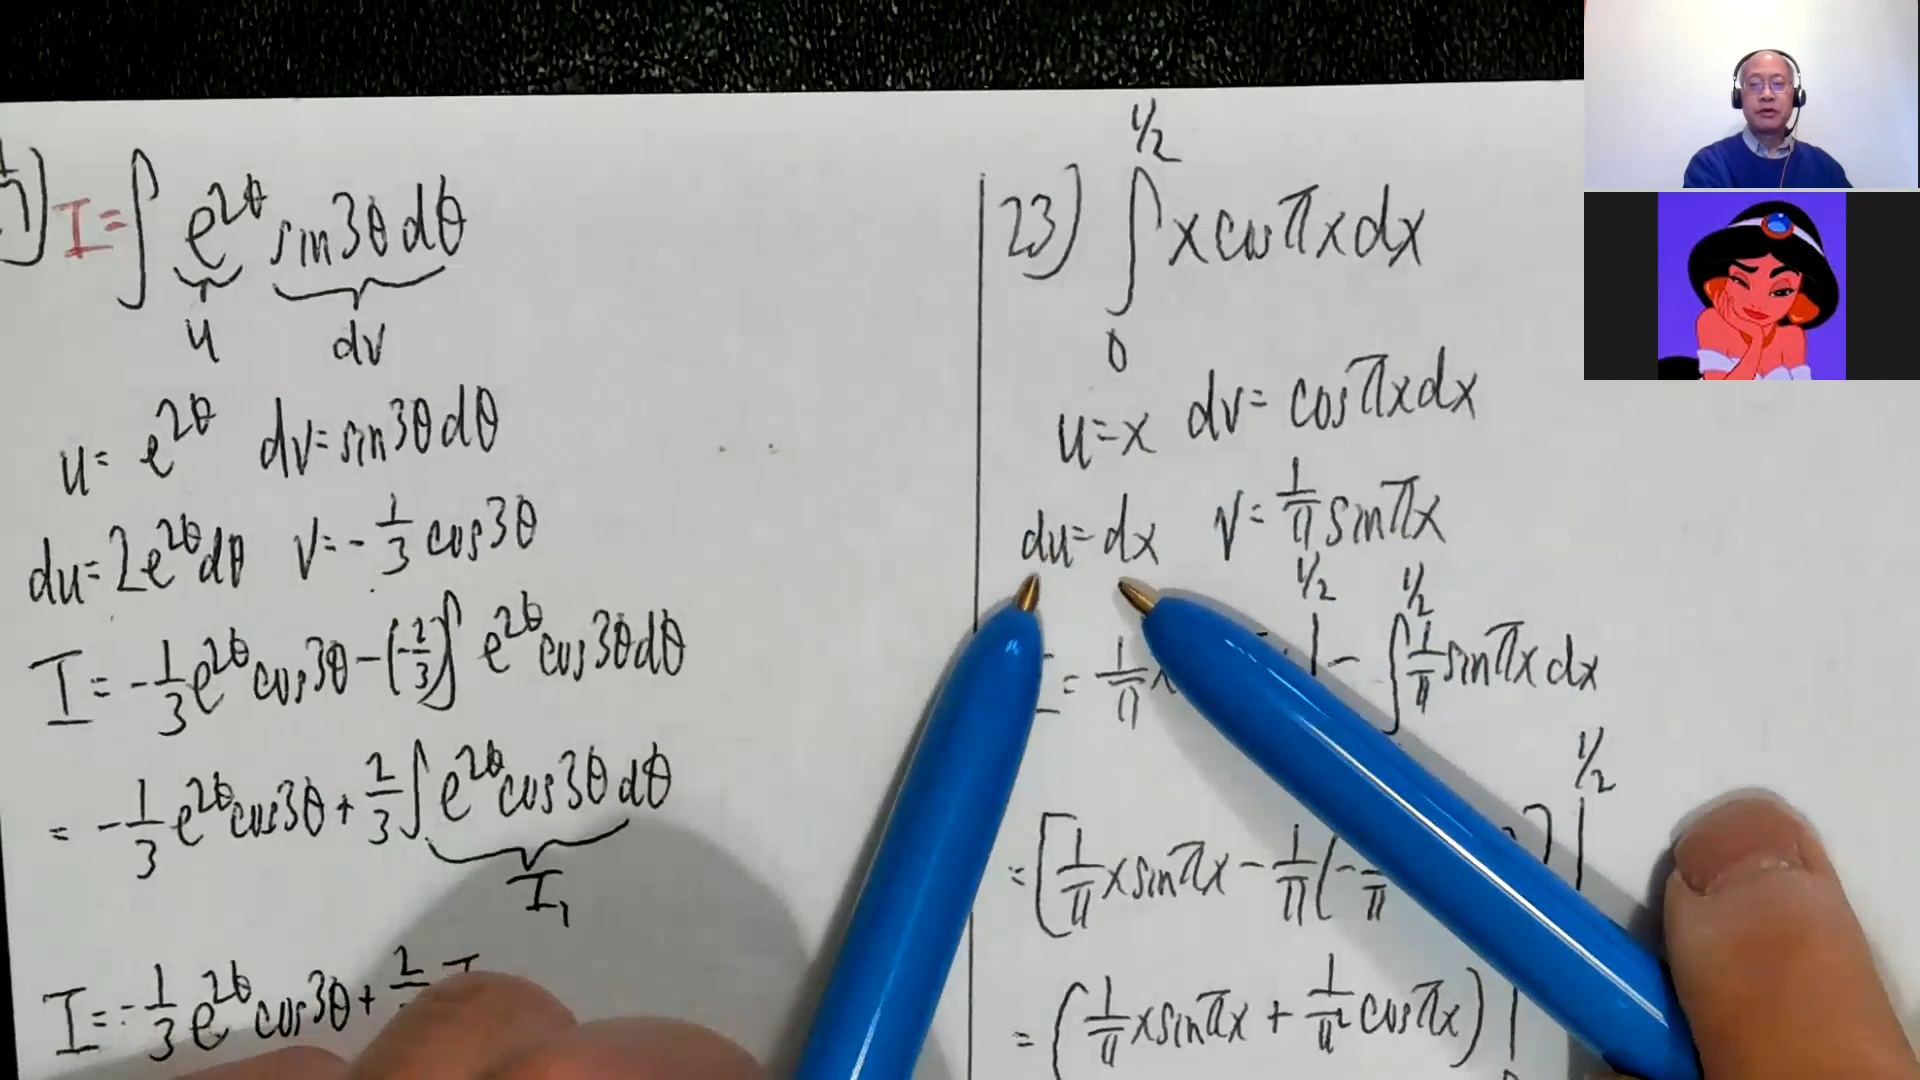 I = ∫ e^{2θ} sin3θ dθ
u dv
u = e^{2θ} dv = sin3θ dθ
du = 2e^{2θ}dθ v = -1/3 cos3θ
I = -1/3 e^{2θ} cos3θ - (-2/3) ∫ e^{2θ} cos3θ dθ
= -1/3 e^{2θ} cos3θ + 2/3 ∫ e^{2θ} cos3θ dθ
I₁
I = -1/3 e^{2θ} cos3θ + 2
23) ∫_0^{1/2} x cos πx dx
u = x dv = cos πx dx
du = dx v = 1/π sin πx
= 1/π x |^{1/2} - ∫^{1/2} 1/π sin πx dx
= [1/π x sin πx - 1/π (- /π ] |^{1/2}
= (1/π x sin πx + 1/π² cos πx) |